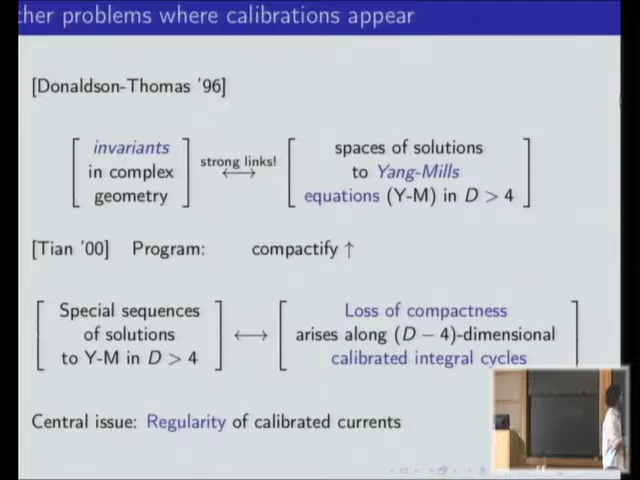 her problems where calibrations appear
[Donaldson-Thomas '96]
invariants
in complex
geometry
strong links!
⟷
spaces of solutions
to Yang-Mills
equations (Y-M) in D > 4
[Tian '00] Program: compactify ↑
Special sequences
of solutions
to Y-M in D > 4
⟷
Loss of compactness
arises along (D − 4)-dimensional
calibrated integral cycles
Central issue: Regularity of calibrated currents